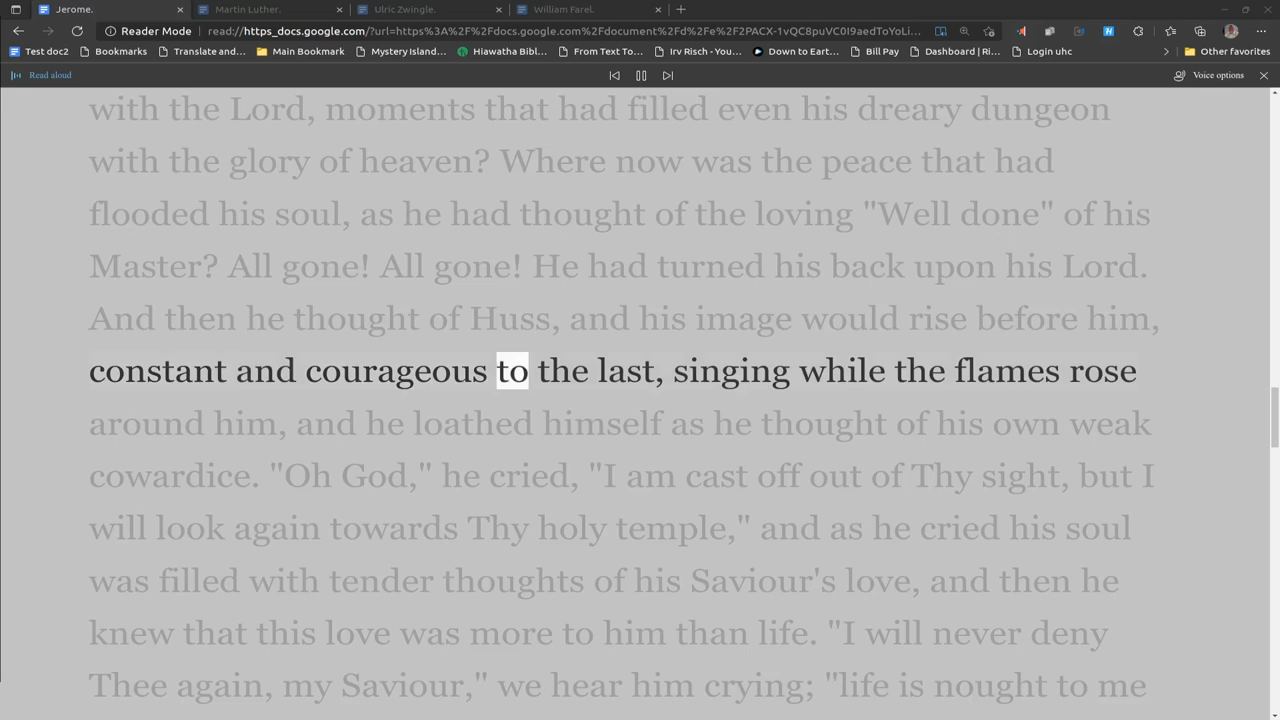 Jerome.
Martin Luther.
Ulric Zwingle.
William Farel.
Reader Mode
read://https_docs.google.com/?url=https%3A%2F%2Fdocs.google.com%2Fdocument%2Fd%2Fe%2F2PACX-1vQC8puVC0I9aedToYoLi...
Test doc2
Bookmarks
Translate and...
Main Bookmark
Mystery Island...
Hiawatha Bibl...
From Text To...
Irv Risch - You...
Down to Eart...
Bill Pay
Dashboard | Ri...
Login uhc
Other favorites
Read aloud
Voice options
with the Lord, moments that had filled even his dreary dungeon
with the glory of heaven? Where now was the peace that had
flooded his soul, as he had thought of the loving "Well done" of his
Master? All gone! All gone! He had turned his back upon his Lord.
And then he thought of Huss, and his image would rise before him,
constant and courageous to the last, singing while the flames rose
around him, and he loathed himself as he thought of his own weak
cowardice. "Oh God," he cried, "I am cast off out of Thy sight, but I
will look again towards Thy holy temple," and as he cried his soul
was filled with tender thoughts of his Saviour's love, and then he
knew that this love was more to him than life. "I will never deny
Thee again, my Saviour," we hear him crying; "life is nought to me